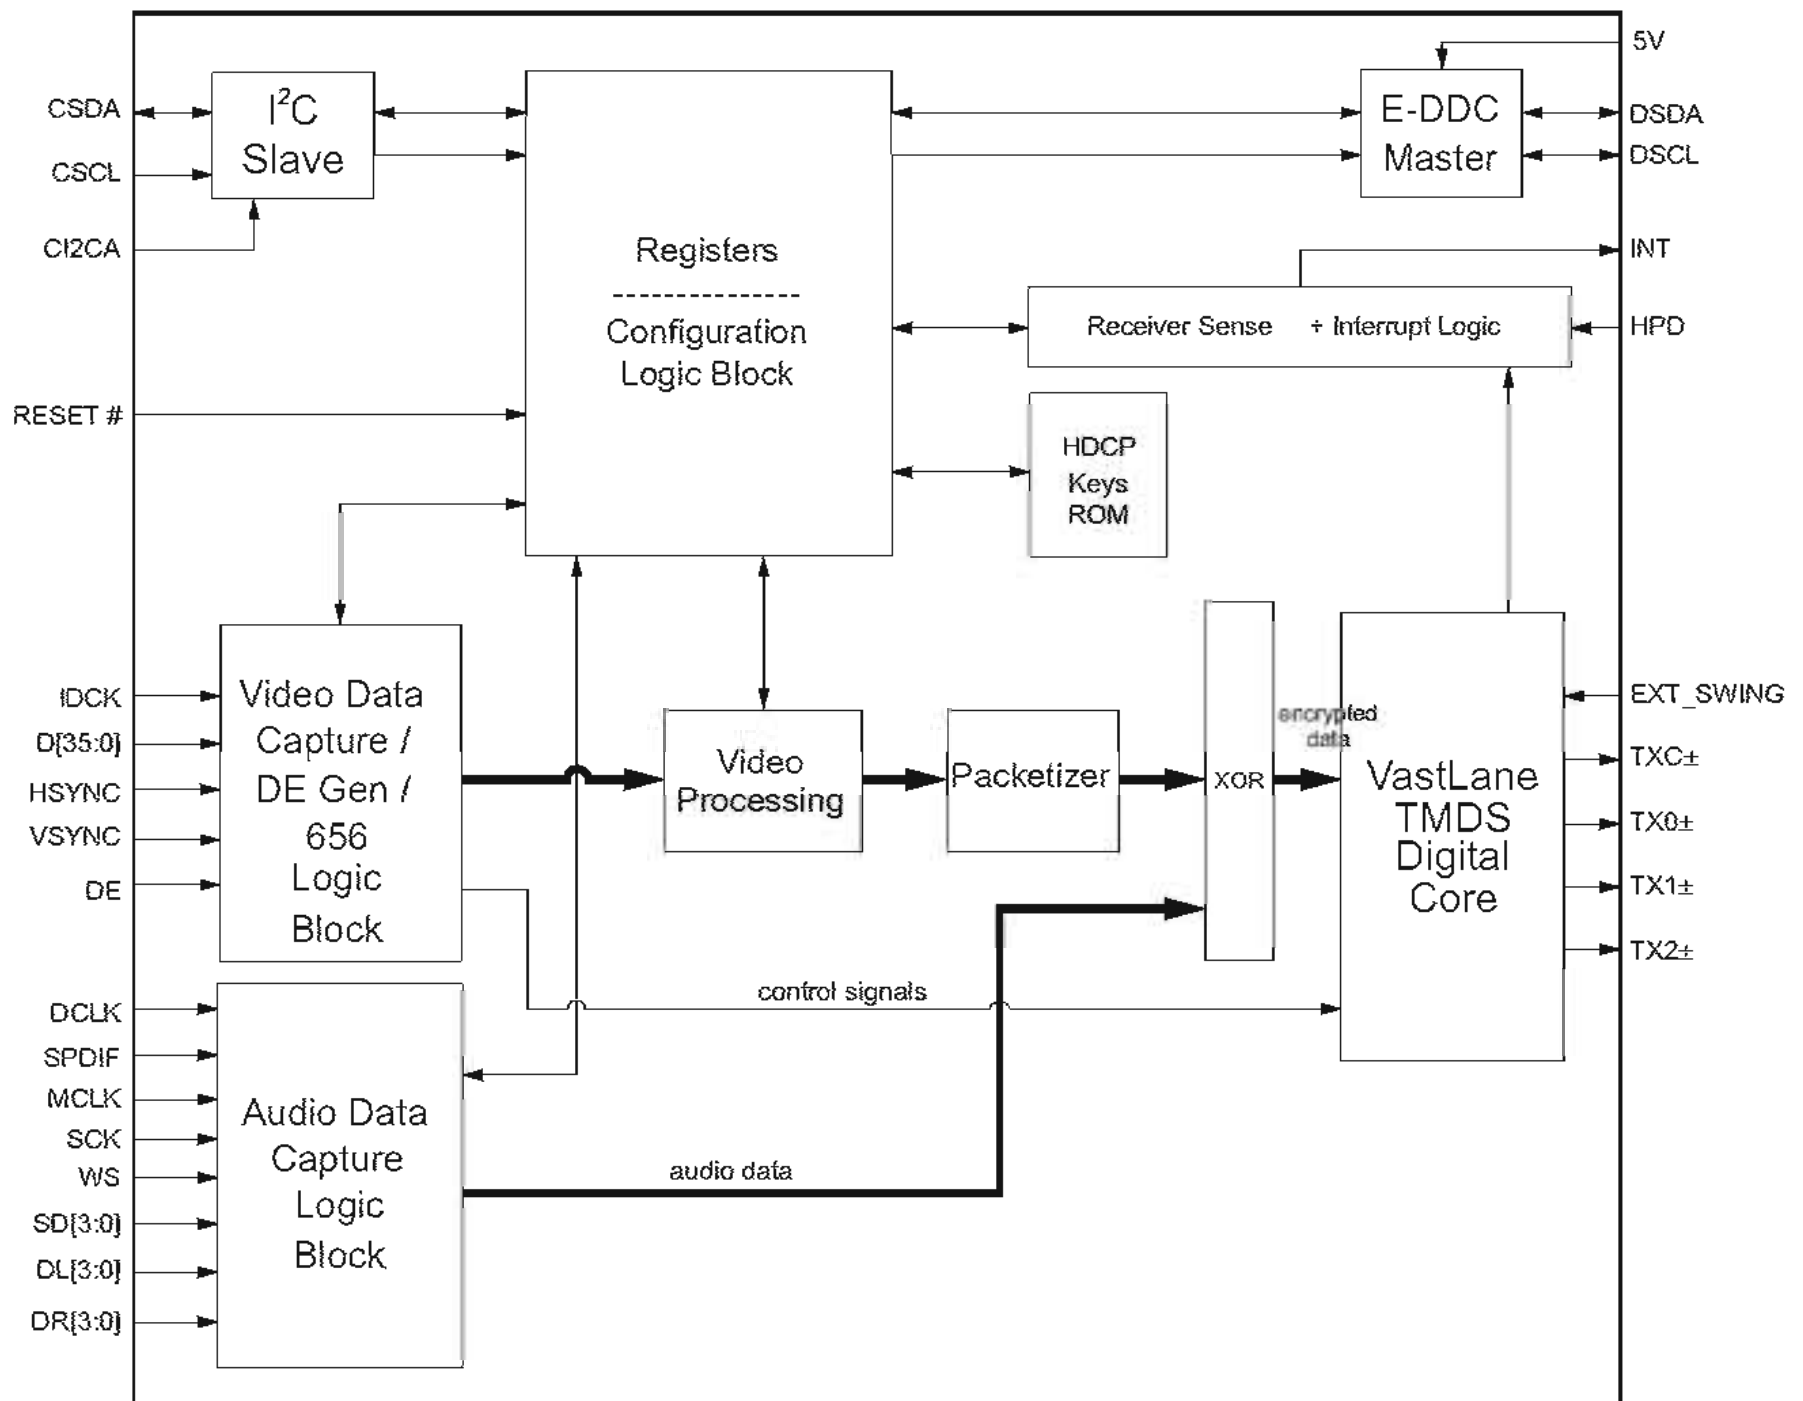 CSDA
CSCL
CI2CA
RESET #
I²C
Slave
Registers
Configuration
Logic Block
E-DDC
Master
5V
DSDA
DSCL
INT
HPD
Receiver Sense + Interrupt Logic
HDCP
Keys
ROM
IDCK
D[35:0]
HSYNC
VSYNC
DE
Video Data
Capture /
DE Gen /
656
Logic
Block
Video
Processing
Packetizer
XOR
encrypted
data
VastLane
TMDS
Digital
Core
EXT_SWING
TXC±
TX0±
TX1±
TX2±
control signals
DCLK
SPDIF
MCLK
SCK
WS
SD[3:0]
DL[3:0]
DR[3:0]
Audio Data
Capture
Logic
Block
audio data